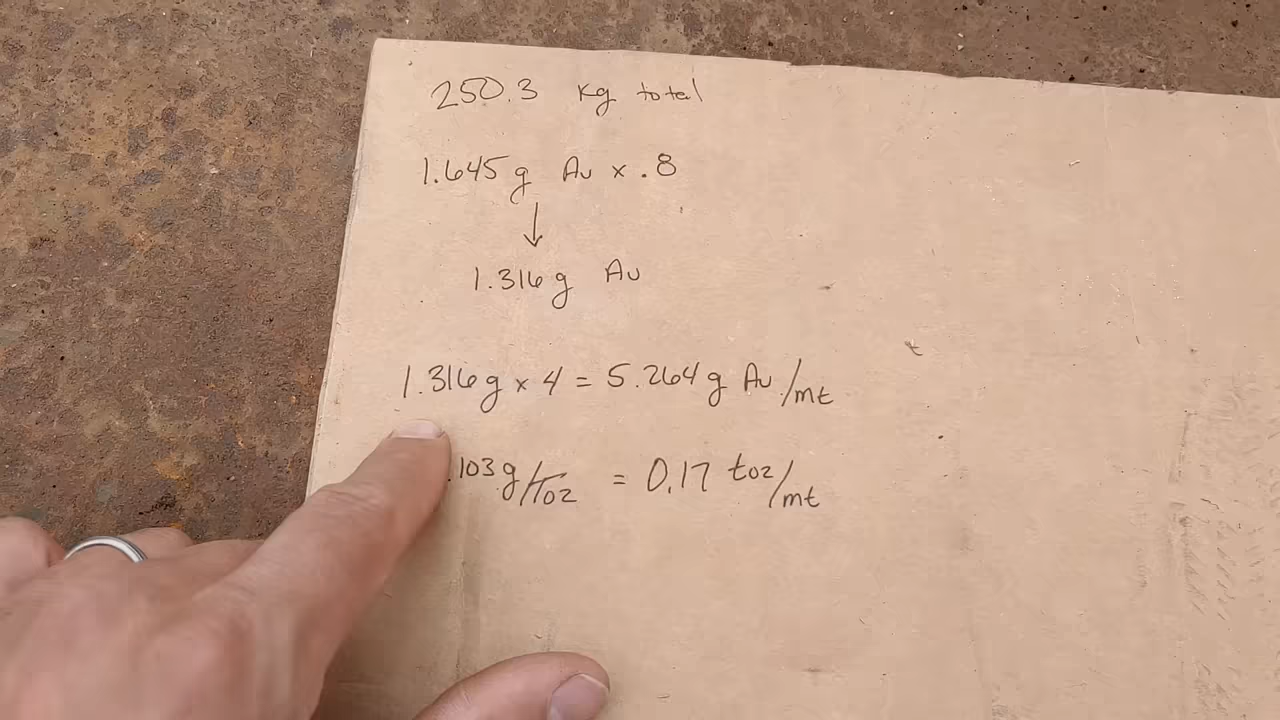 250.3 Kg total
1.645 g Au x .8
↓
1.316 g Au
1.316 g x 4 = 5.264 g Au/mt
.103 g/Toz = 0.17 toz/mt